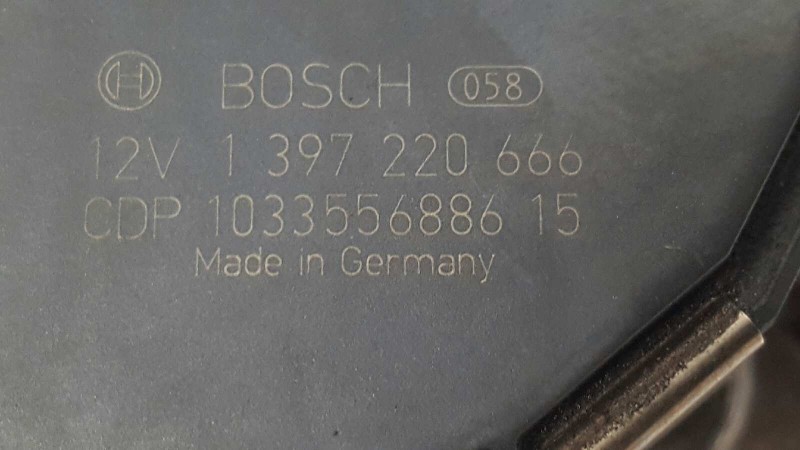 BOSCH 058
12V 1 397 220 666
CDP 1033556886 15
Made in Germany